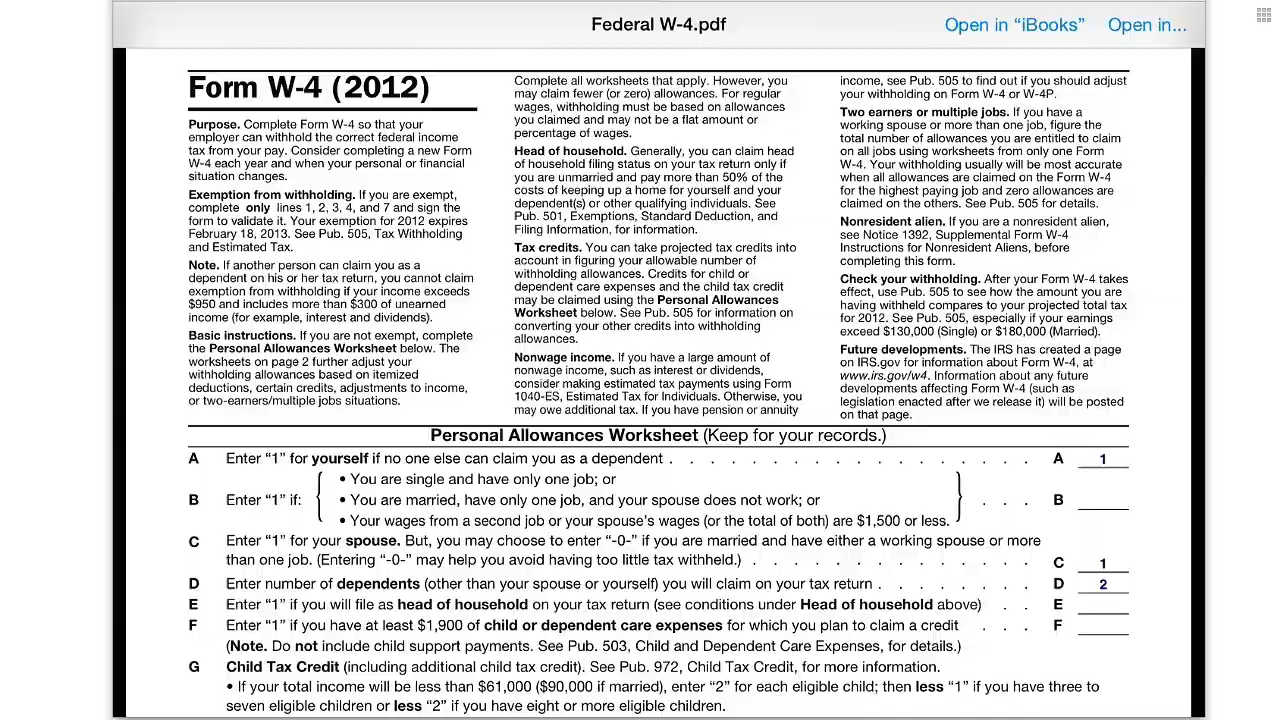 Federal W-4.pdf
Open in “iBooks”
Open in...
Form W-4 (2012)
Purpose. Complete Form W-4 so that your
employer can withhold the correct federal income
tax from your pay. Consider completing a new Form
W-4 each year and when your personal or financial
situation changes.
Exemption from withholding. If you are exempt,
complete only lines 1, 2, 3, 4, and 7 and sign the
form to validate it. Your exemption for 2012 expires
February 18, 2013. See Pub. 505, Tax Withholding
and Estimated Tax.
Note. If another person can claim you as a
dependent on his or her tax return, you cannot claim
exemption from withholding if your income exceeds
$950 and includes more than $300 of unearned
income (for example, interest and dividends).
Basic instructions. If you are not exempt, complete
the Personal Allowances Worksheet below. The
worksheets on page 2 further adjust your
withholding allowances based on itemized
deductions, certain credits, adjustments to income,
or two-earners/multiple jobs situations.
Complete all worksheets that apply. However, you
may claim fewer (or zero) allowances. For regular
wages, withholding must be based on allowances
you claimed and may not be a flat amount or
percentage of wages.
Head of household. Generally, you can claim head
of household filing status on your tax return only if
you are unmarried and pay more than 50% of the
costs of keeping up a home for yourself and your
dependent(s) or other qualifying individuals. See
Pub. 501, Exemptions, Standard Deduction, and
Filing Information, for information.
Tax credits. You can take projected tax credits into
account in figuring your allowable number of
withholding allowances. Credits for child or
dependent care expenses and the child tax credit
may be claimed using the Personal Allowances
Worksheet below. See Pub. 505 for information on
converting your other credits into withholding
allowances.
Nonwage income. If you have a large amount of
nonwage income, such as interest or dividends,
consider making estimated tax payments using Form
1040-ES, Estimated Tax for Individuals. Otherwise, you
may owe additional tax. If you have pension or annuity
income, see Pub. 505 to find out if you should adjust
your withholding on Form W-4 or W-4P.
Two earners or multiple jobs. If you have a
working spouse or more than one job, figure the
total number of allowances you are entitled to claim
on all jobs using worksheets from only one Form
W-4. Your withholding usually will be most accurate
when all allowances are claimed on the Form W-4
for the highest paying job and zero allowances are
claimed on the others. See Pub. 505 for details.
Nonresident alien. If you are a nonresident alien,
see Notice 1392, Supplemental Form W-4
Instructions for Nonresident Aliens, before
completing this form.
Check your withholding. After your Form W-4 takes
effect, use Pub. 505 to see how the amount you are
having withheld compares to your projected total tax
for 2012. See Pub. 505, especially if your earnings
exceed $130,000 (Single) or $180,000 (Married).
Future developments. The IRS has created a page
on IRS.gov for information about Form W-4, at
www.irs.gov/w4. Information about any future
developments affecting Form W-4 (such as
legislation enacted after we release it) will be posted
on that page.
Personal Allowances Worksheet (Keep for your records.)
A Enter “1” for yourself if no one else can claim you as a dependent . . . . . . . . . . . . . . . . . . A 1
• You are single and have only one job; or
B Enter “1” if: { • You are married, have only one job, and your spouse does not work; or } . . . B
• Your wages from a second job or your spouse’s wages (or the total of both) are $1,500 or less.
C Enter “1” for your spouse. But, you may choose to enter “-0-” if you are married and have either a working spouse or more
than one job. (Entering “-0-” may help you avoid having too little tax withheld.) . . . . . . . . . . . . . . C 1
D Enter number of dependents (other than your spouse or yourself) you will claim on your tax return . . . . . . . . D 2
E Enter “1” if you will file as head of household on your tax return (see conditions under Head of household above) . . E
F Enter “1” if you have at least $1,900 of child or dependent care expenses for which you plan to claim a credit . . . F
(Note. Do not include child support payments. See Pub. 503, Child and Dependent Care Expenses, for details.)
G Child Tax Credit (including additional child tax credit). See Pub. 972, Child Tax Credit, for more information.
• If your total income will be less than $61,000 ($90,000 if married), enter “2” for each eligible child; then less “1” if you have three to
seven eligible children or less “2” if you have eight or more eligible children.